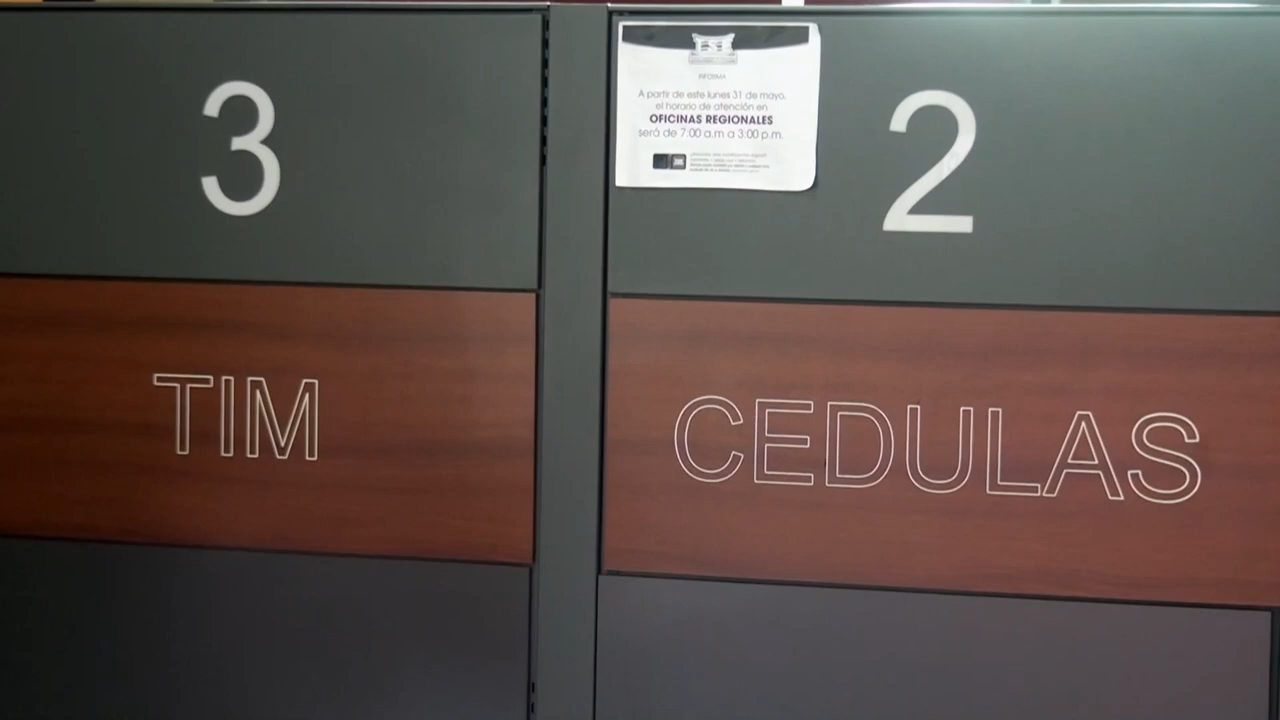 3
TIM
INFORMA
A partir de este lunes 31 de mayo,
el horario de atención en
OFICINAS REGIONALES
será de 7:00 a.m a 3:00 p.m.
2
CEDULAS